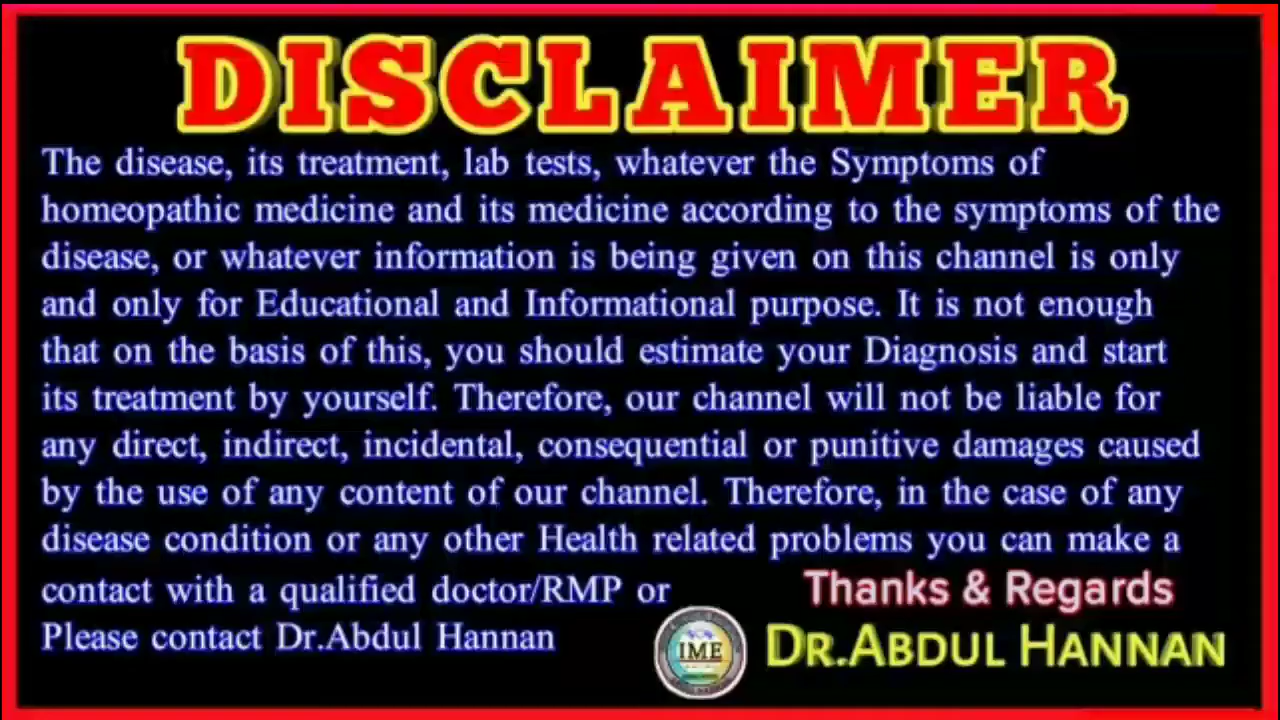 DISCLAIMER
The disease, its treatment, lab tests, whatever the Symptoms of
homeopathic medicine and its medicine according to the symptoms of the
disease, or whatever information is being given on this channel is only
and only for Educational and Informational purpose. It is not enough
that on the basis of this, you should estimate your Diagnosis and start
its treatment by yourself. Therefore, our channel will not be liable for
any direct, indirect, incidental, consequential or punitive damages caused
by the use of any content of our channel. Therefore, in the case of any
disease condition or any other Health related problems you can make a
contact with a qualified doctor/RMP or
Please contact Dr.Abdul Hannan
Thanks & Regards
DR.ABDUL HANNAN
IME